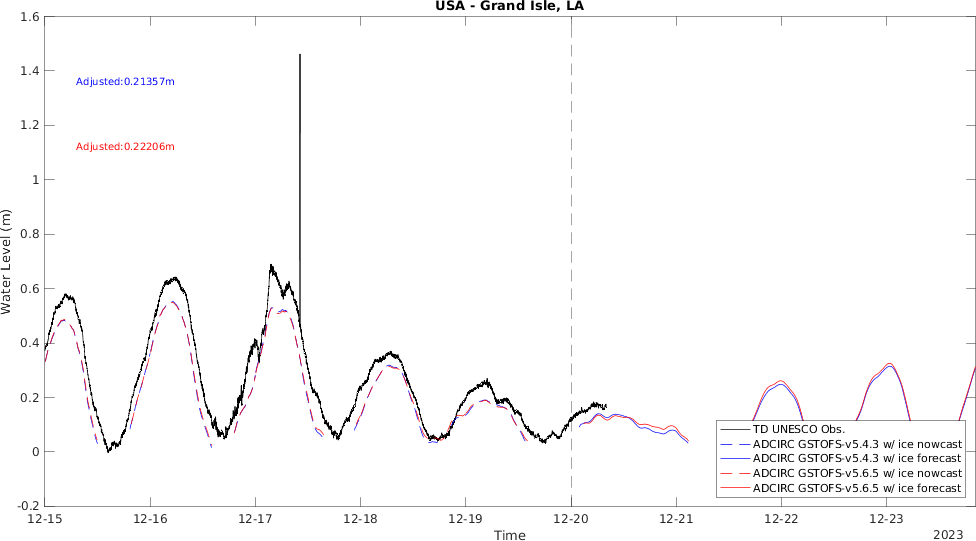 USA - Grand Isle, LA
1.6
1.4
Adjusted:0.21357m
1.2
Adjusted:0.22206m
1
0.8
Water Level (m)
0.6
0.4
0.2
0
-0.2
TD UNESCO Obs.
ADCIRC GSTOFS-v5.4.3 w/ ice nowcast
ADCIRC GSTOFS-v5.4.3 w/ ice forecast
ADCIRC GSTOFS-v5.6.5 w/ ice nowcast
ADCIRC GSTOFS-v5.6.5 w/ ice forecast
12-15 12-16 12-17 12-18 12-19 12-20 12-21 12-22 12-23
Time
2023